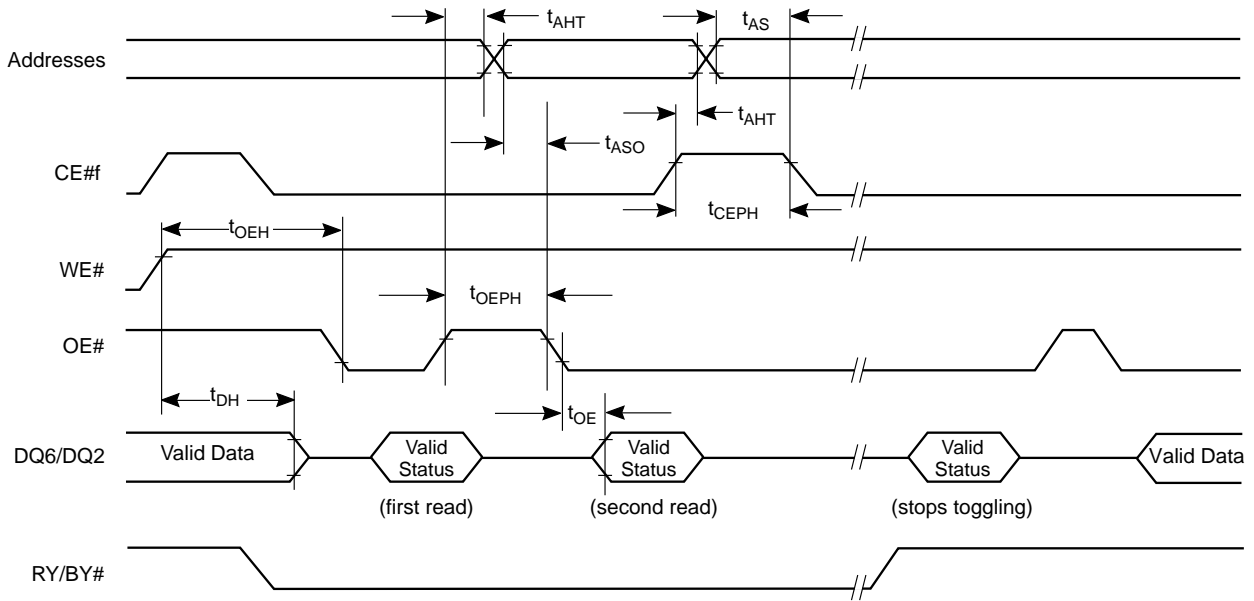 tAHT
tAS
Addresses
tAHT
tASO
CE#f
tCEPH
tOEH
WE#
tOEPH
OE#
tDH
tOE
DQ6/DQ2
Valid Data
Valid
Status
Valid
Status
Valid
Status
Valid Data
(first read)
(second read)
(stops toggling)
RY/BY#